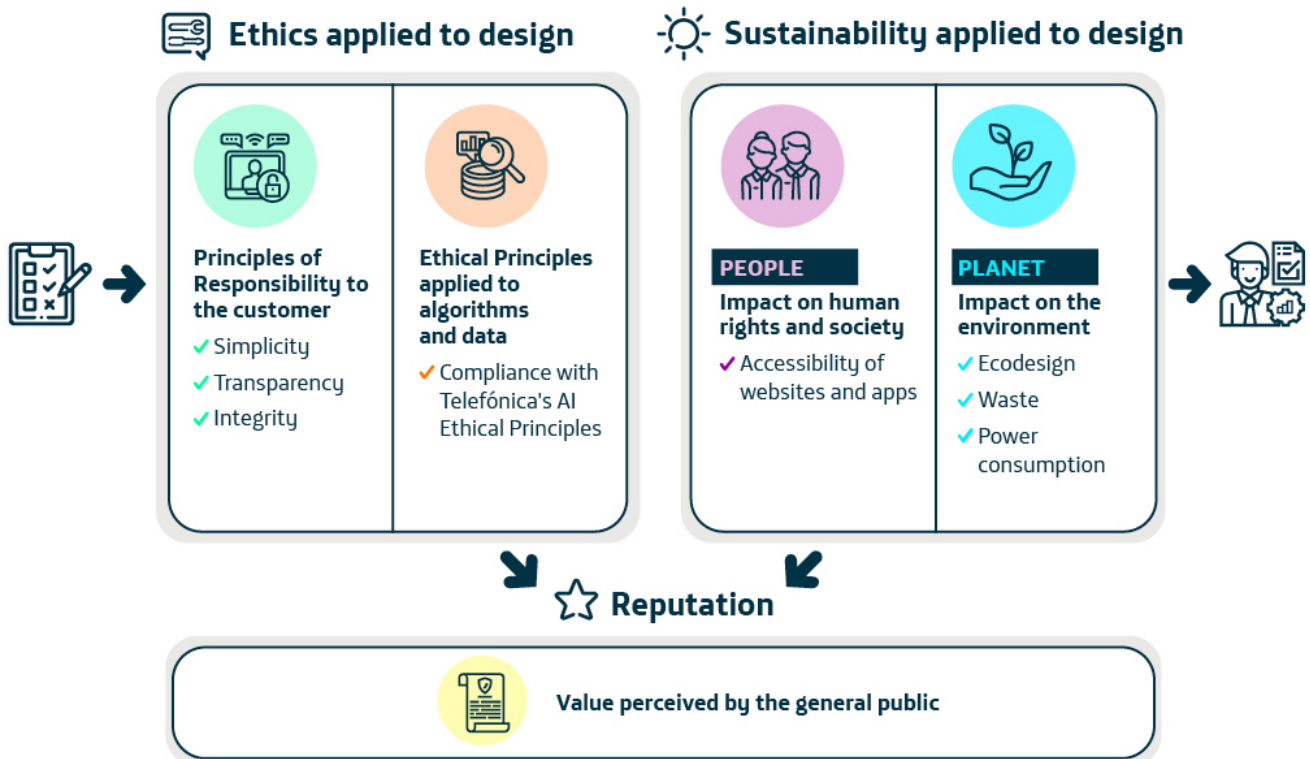 Ethics applied to design
Principles of
Responsibility to
the customer
Simplicity
Transparency
Integrity
Ethical Principles
applied to
algorithms
and data
Compliance with
Telefónica's AI
Ethical Principles
Sustainability applied to design
PEOPLE
Impact on human
rights and society
Accessibility of
websites and apps
PLANET
Impact on the
environment
Ecodesign
Waste
Power
consumption
Reputation
Value perceived by the general public